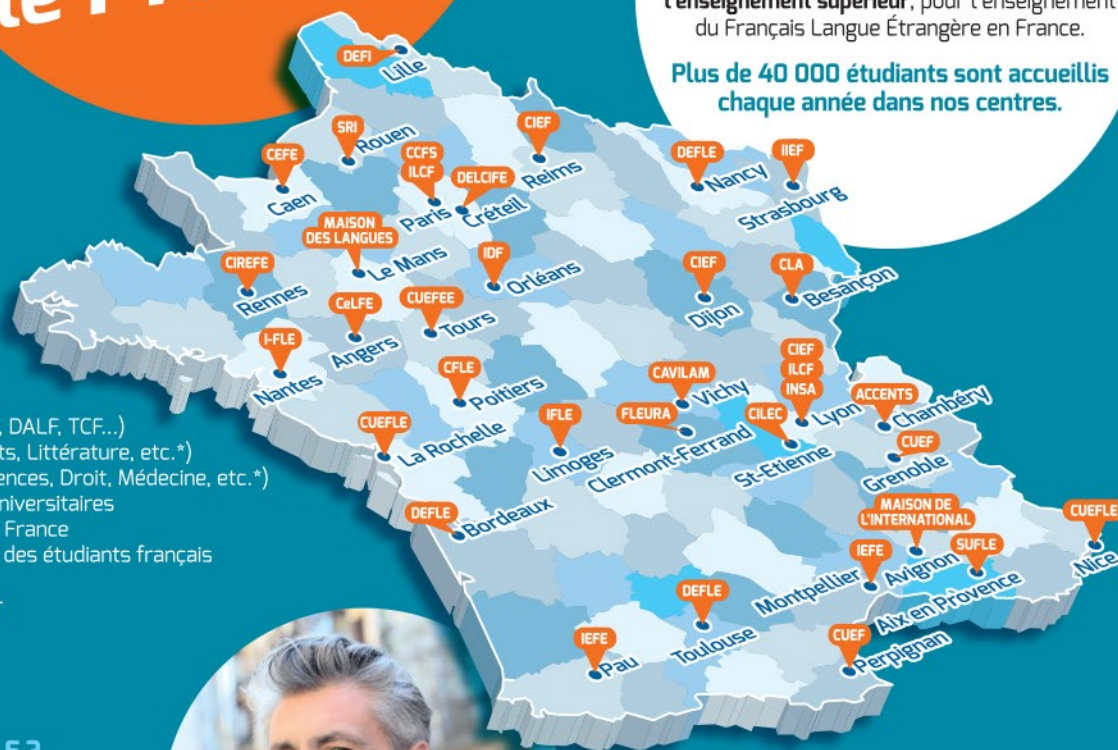 du Français Langue Étrangère en France.
Plus de 40 000 étudiants sont accueillis
chaque année dans nos centres.
DEFI
Lille
SRI
Rouen
CIEF
Reims
CEFE
Caen
CCFS
ILCF
Paris
DELCIFE
Créteil
DEFLE
Nancy
IIEF
Strasbourg
MAISON
DES LANGUES
Le Mans
CIREFE
Rennes
IDF
Orléans
CIEF
Dijon
CLA
Besançon
CeLFE
Angers
CUEFEE
Tours
I-FLE
Nantes
CFLE
Poitiers
CAVILAM
Vichy
CIEF
ILCF
INSA
Lyon
ACCENTS
Chambéry
CUEFLE
La Rochelle
IFLE
Limoges
FLEURA
Clermont-Ferrand
CILEC
St-Etienne
CUEF
Grenoble
DEFLE
Bordeaux
MAISON DE
L'INTERNATIONAL
Avignon
IEFE
Montpellier
SUFLE
Aix en Provence
CUEFLE
Nice
DEFLE
Toulouse
IEFE
Pau
CUEF
Perpignan
, DALF, TCF...)
ts, Littérature, etc.*)
ences, Droit, Médecine, etc.*)
niversitaires
France
des étudiants français